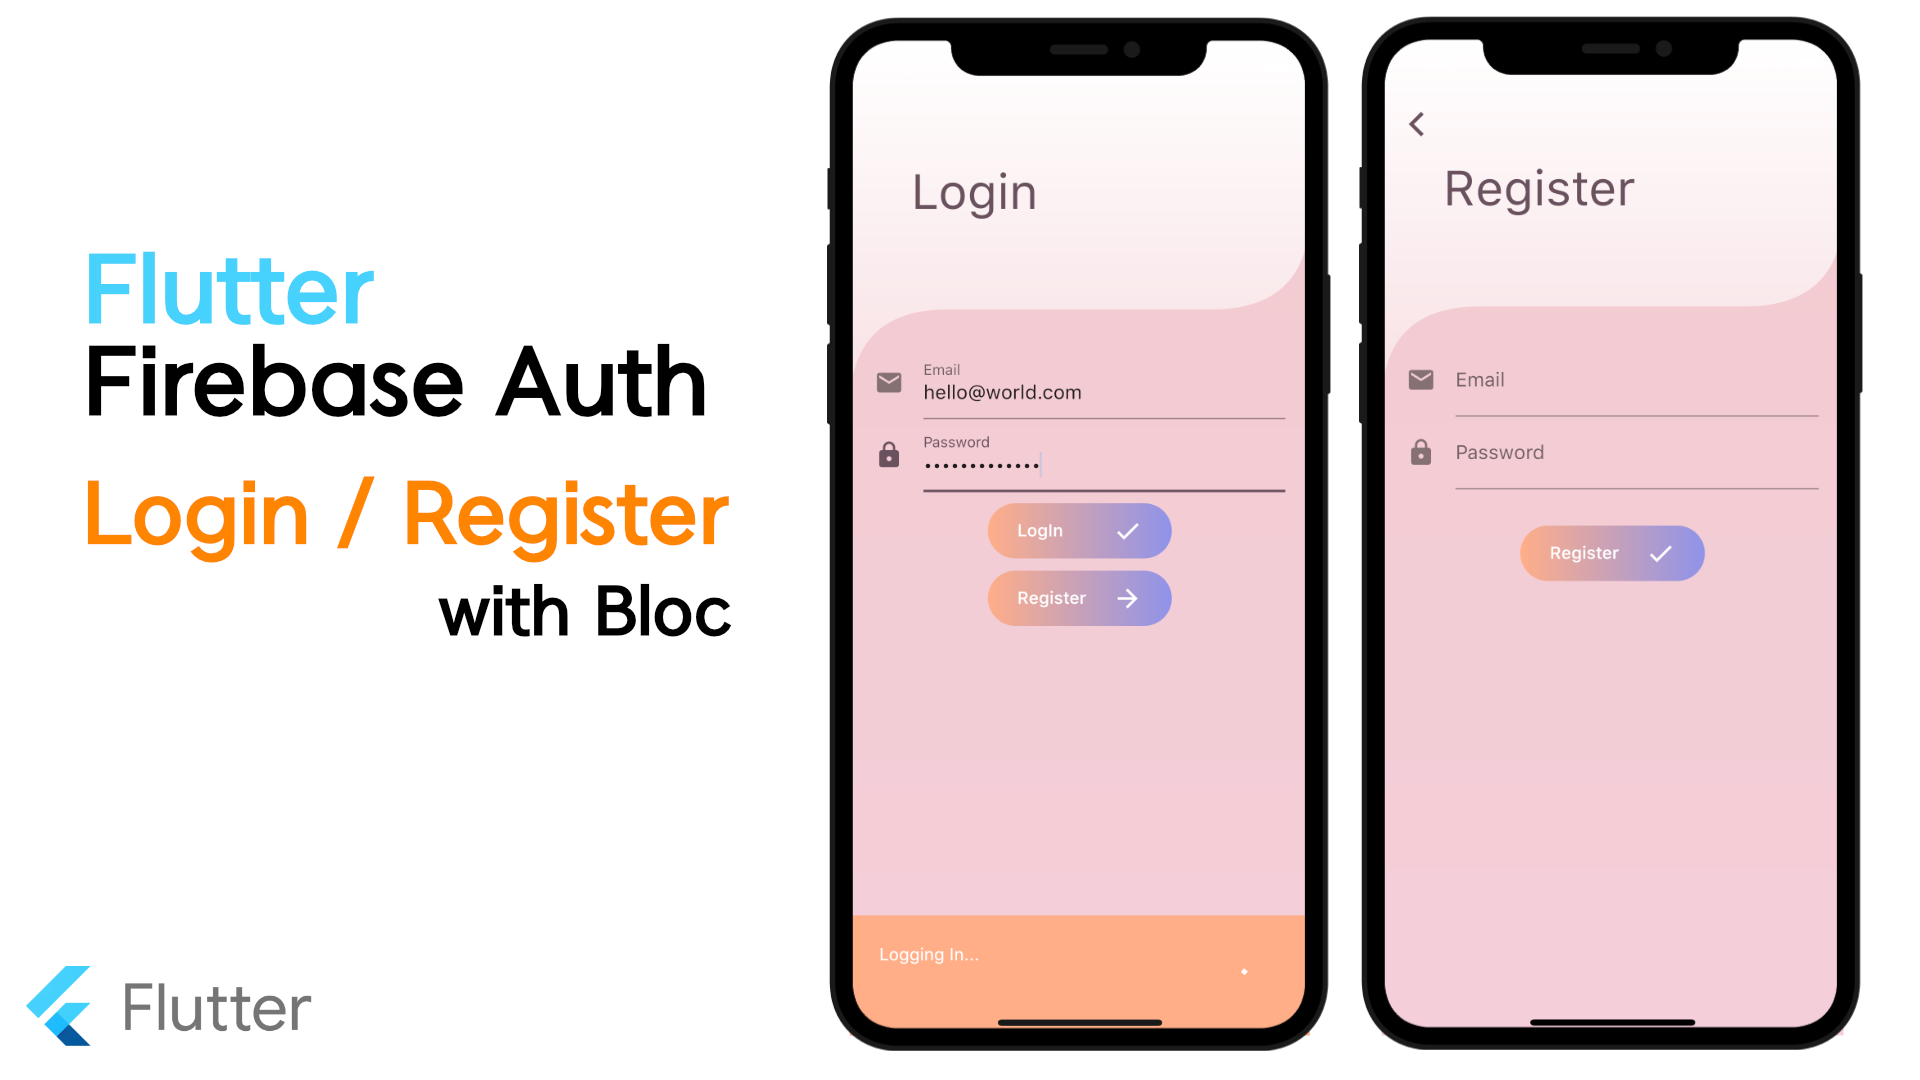 Flutter
Firebase Auth
Login / Register
with Bloc
Flutter
Login
Email
hello@world.com
Password
•••••••••••••
LogIn
Register
Logging In...
Register
Email
Password
Register